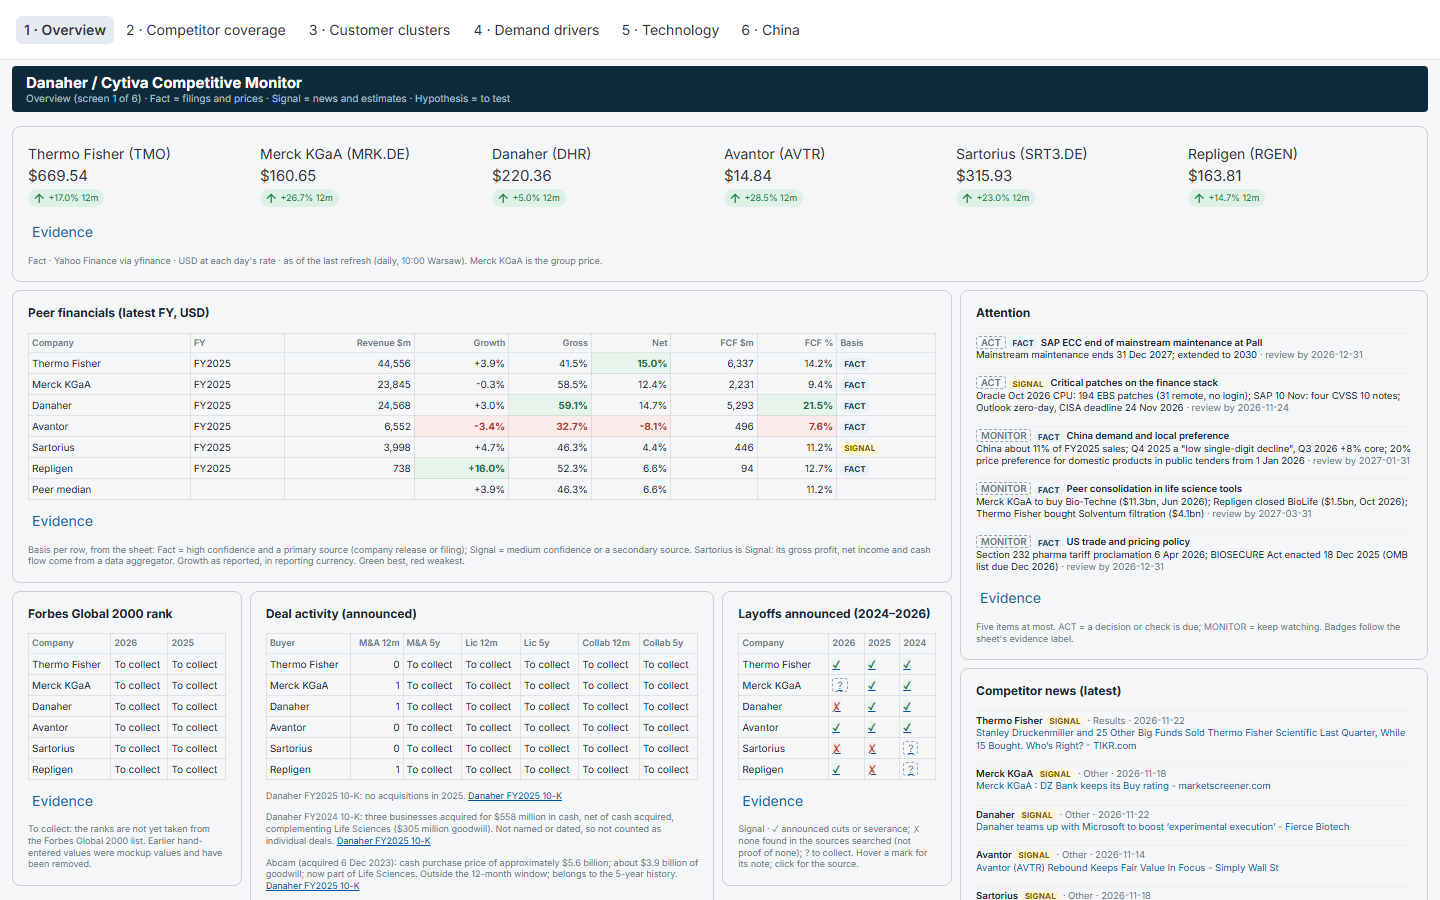 1 · Overview
2 · Competitor coverage
3 · Customer clusters
4 · Demand drivers
5 · Technology
6 · China
Danaher / Cytiva Competitive Monitor
Overview (screen 1 of 6) · Fact = filings and prices · Signal = news and estimates · Hypothesis = to test
Thermo Fisher (TMO)
$669.54
↑ +17.0% 12m
Merck KGaA (MRK.DE)
$160.65
↑ +26.7% 12m
Danaher (DHR)
$220.36
↑ +5.0% 12m
Avantor (AVTR)
$14.84
↑ +28.5% 12m
Sartorius (SRT3.DE)
$315.93
↑ +23.0% 12m
Repligen (RGEN)
$163.81
↑ +14.7% 12m
Evidence
Fact · Yahoo Finance via yfinance · USD at each day's rate · as of the last refresh (daily, 10:00 Warsaw). Merck KGaA is the group price.
Peer financials (latest FY, USD)
Company FY Revenue $m Growth Gross Net FCF $m FCF % Basis
Thermo Fisher FY2025 44,556 +3.9% 41.5% 15.0% 6,337 14.2% FACT
Merck KGaA FY2025 23,845 -0.3% 58.5% 12.4% 2,231 9.4% FACT
Danaher FY2025 24,568 +3.0% 59.1% 14.7% 5,293 21.5% FACT
Avantor FY2025 6,552 -3.4% 32.7% -8.1% 496 7.6% FACT
Sartorius FY2025 3,998 +4.7% 46.3% 4.4% 446 11.2% SIGNAL
Repligen FY2025 738 +16.0% 52.3% 6.6% 94 12.7% FACT
Peer median +3.9% 46.3% 6.6% 11.2%
Evidence
Basis per row, from the sheet: Fact = high confidence and a primary source (company release or filing); Signal = medium confidence or a secondary source. Sartorius is Signal: its gross profit, net income and cash
flow come from a data aggregator. Growth as reported, in reporting currency. Green best, red weakest.
Attention
ACT FACT SAP ECC end of mainstream maintenance at Pall
Mainstream maintenance ends 31 Dec 2027; extended to 2030 · review by 2026-12-31
ACT SIGNAL Critical patches on the finance stack
Oracle Oct 2026 CPU: 194 EBS patches (31 remote, no login); SAP 10 Nov: four CVSS 10 notes;
Outlook zero-day, CISA deadline 24 Nov 2026 · review by 2026-11-24
MONITOR FACT China demand and local preference
China about 11% of FY2025 sales; Q4 2025 a "low single-digit decline", Q3 2026 +8% core; 20%
price preference for domestic products in public tenders from 1 Jan 2026 · review by 2027-01-31
MONITOR FACT Peer consolidation in life science tools
Merck KGaA to buy Bio-Techne ($11.3bn, Jun 2026); Repligen closed BioLife ($1.5bn, Oct 2026);
Thermo Fisher bought Solventum filtration ($4.1bn) · review by 2027-03-31
MONITOR FACT US trade and pricing policy
Section 232 pharma tariff proclamation 6 Apr 2026; BIOSECURE Act enacted 18 Dec 2025 (OMB
list due Dec 2026) · review by 2026-12-31
Evidence
Five items at most. ACT = a decision or check is due; MONITOR = keep watching. Badges follow the
sheet's evidence label.
Forbes Global 2000 rank
Company 2026 2025
Thermo Fisher To collect To collect
Merck KGaA To collect To collect
Danaher To collect To collect
Avantor To collect To collect
Sartorius To collect To collect
Repligen To collect To collect
Evidence
To collect: the ranks are not yet taken from
the Forbes Global 2000 list. Earlier hand-
entered values were mockup values and have
been removed.
Deal activity (announced)
Buyer M&A 12m M&A 5y Lic 12m Lic 5y Collab 12m Collab 5y
Thermo Fisher 0 To collect To collect To collect To collect To collect
Merck KGaA 1 To collect To collect To collect To collect To collect
Danaher 1 To collect To collect To collect To collect To collect
Avantor 0 To collect To collect To collect To collect To collect
Sartorius 0 To collect To collect To collect To collect To collect
Repligen 1 To collect To collect To collect To collect To collect
Danaher FY2025 10-K: no acquisitions in 2025. Danaher FY2025 10-K
Danaher FY2024 10-K: three businesses acquired for $558 million in cash, net of cash acquired,
complementing Life Sciences ($305 million goodwill). Not named or dated, so not counted as
individual deals. Danaher FY2025 10-K
Abcam (acquired 6 Dec 2023): cash purchase price of approximately $5.6 billion; about $3.9 billion of
goodwill; now part of Life Sciences. Outside the 12-month window; belongs to the 5-year history.
Danaher FY2025 10-K
Layoffs announced (2024–2026)
Company 2026 2025 2024
Thermo Fisher ✓ ✓ ✓
Merck KGaA ? ✓ ✓
Danaher ✗ ✓ ✓
Avantor ✓ ✓ ✓
Sartorius ✗ ✗ ?
Repligen ✓ ✗ ?
Evidence
Signal · ✓ announced cuts or severance; ✗
none found in the sources searched (not
proof of none); ? to collect. Hover a mark for
its note; click for the source.
Competitor news (latest)
Thermo Fisher SIGNAL · Results · 2026-11-22
Stanley Druckenmiller and 25 Other Big Funds Sold Thermo Fisher Scientific Last Quarter, While
15 Bought. Who's Right? - TIKR.com
Merck KGaA SIGNAL · Other · 2026-11-18
Merck KGaA : DZ Bank keeps its Buy rating - marketscreener.com
Danaher SIGNAL · Other · 2026-11-22
Danaher teams up with Microsoft to boost ‘experimental execution’ - Fierce Biotech
Avantor SIGNAL · Other · 2026-11-14
Avantor (AVTR) Rebound Keeps Fair Value In Focus - Simply Wall St
Sartorius SIGNAL · Other · 2026-11-18